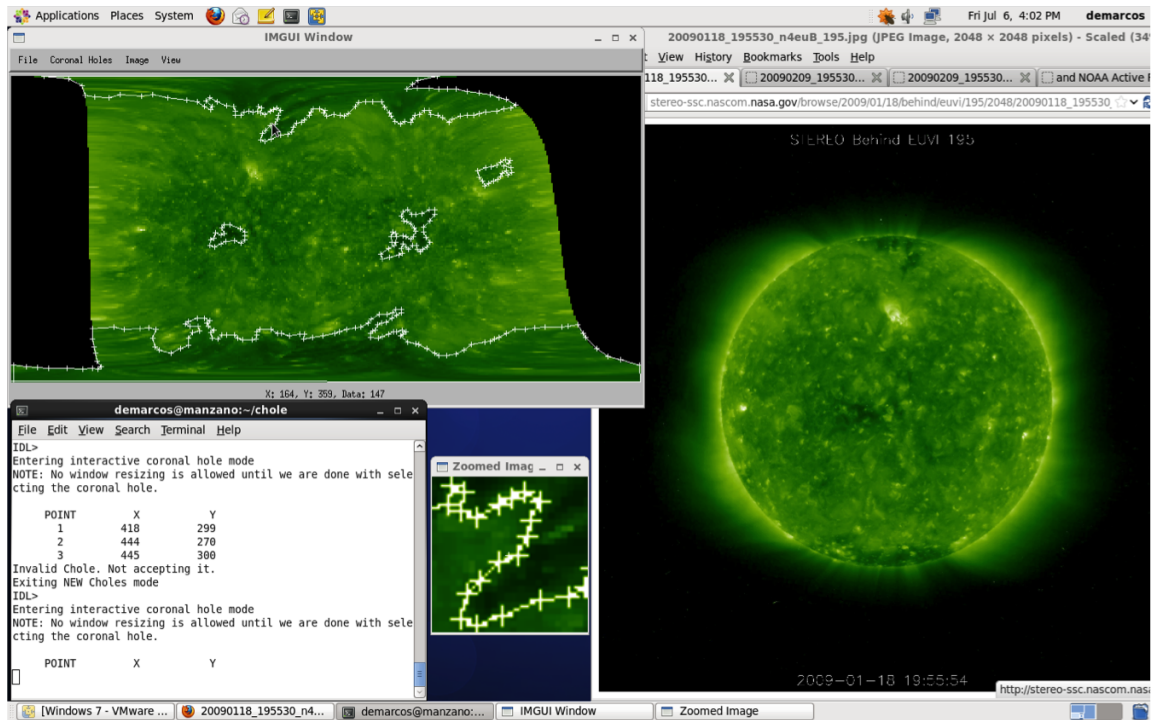 Applications Places System
Fri Jul 6, 4:02 PM demarcos
IMGUI Window
File Coronal Holes Image View
X: 164, Y: 359, Data: 147
20090118_195530_n4euB_195.jpg (JPEG Image, 2048 × 2048 pixels) - Scaled (34
View History Bookmarks Tools Help
118_195530... 20090209_195530... 20090209_195530... and NOAA Active
stereo-ssc.nascom.nasa.gov/browse/2009/01/18/behind/euvi/195/2048/20090118_195530_
STEREO Behind EUVI 195
2009-01-18 19:55:54
http://stereo-ssc.nascom.nas
demarcos@manzano:~/chole
File Edit View Search Terminal Help
IDL>
Entering interactive coronal hole mode
NOTE: No window resizing is allowed until we are done with sele
cting the coronal hole.
POINT X Y
1 418 299
2 444 270
3 445 300
Invalid Chole. Not accepting it.
Exiting NEW Choles mode
IDL>
Entering interactive coronal hole mode
NOTE: No window resizing is allowed until we are done with sele
cting the coronal hole.
POINT X Y
Zoomed Imag
[Windows 7 - VMware ... 20090118_195530_n4... demarcos@manzano:... IMGUI Window Zoomed Image